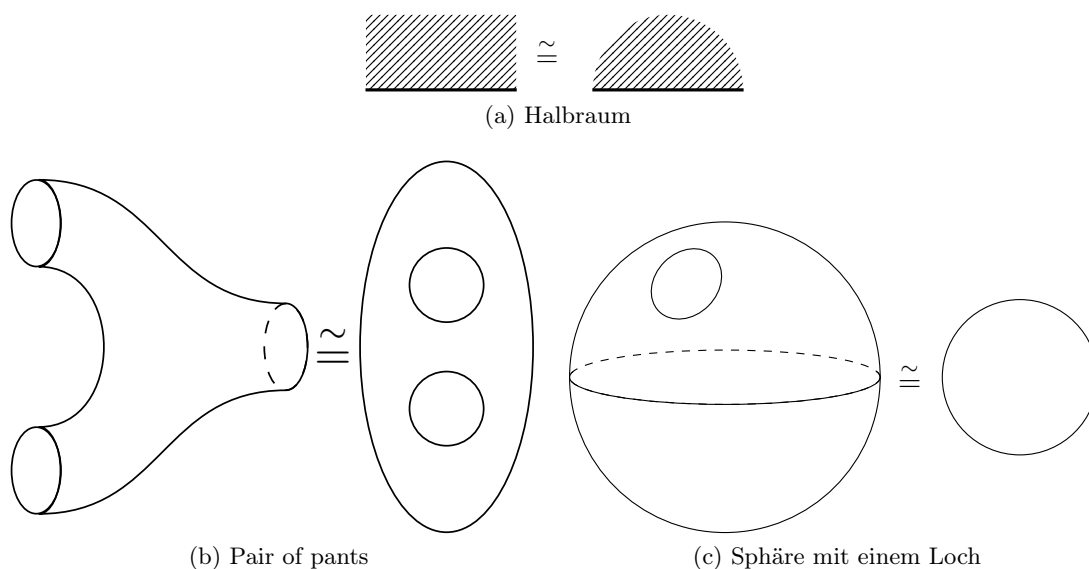 ≅
(a) Halbraum
≅
≅
(b) Pair of pants
(c) Sphäre mit einem Loch